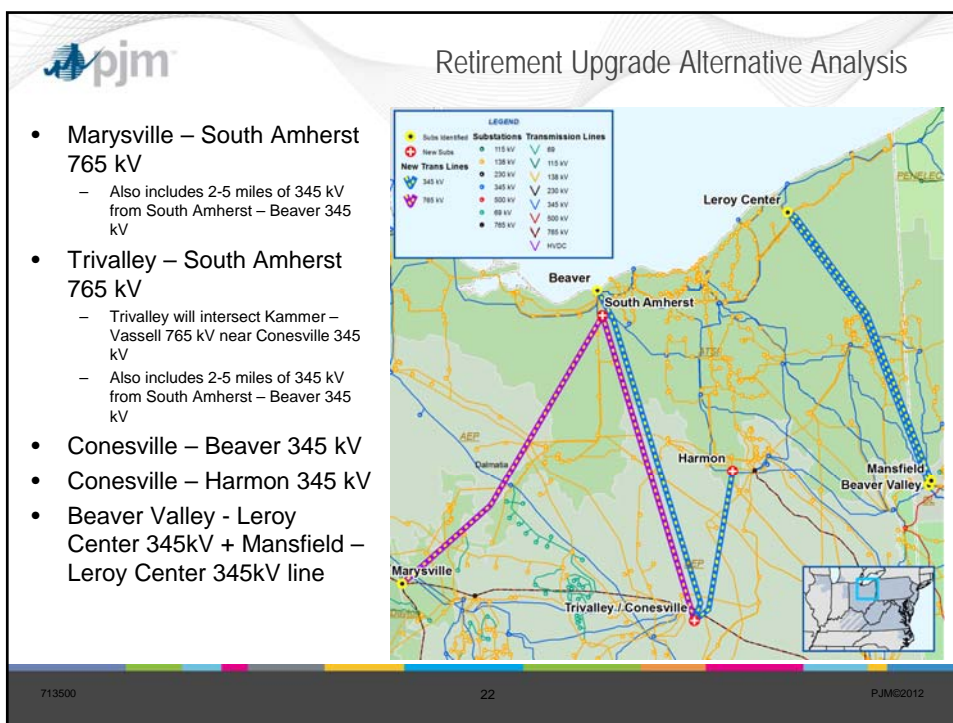 pjm
Retirement Upgrade Alternative Analysis
• Marysville – South Amherst
765 kV
– Also includes 2-5 miles of 345 kV
from South Amherst – Beaver 345
kV
• Trivalley – South Amherst
765 kV
– Trivalley will intersect Kammer –
Vassell 765 kV near Conesville 345
kV
– Also includes 2-5 miles of 345 kV
from South Amherst – Beaver 345
kV
• Conesville – Beaver 345 kV
• Conesville – Harmon 345 kV
• Beaver Valley - Leroy
Center 345kV + Mansfield –
Leroy Center 345kV line
LEGEND
Subs Identified
New Subs
New Trans Lines
345 kV
765 kV
Substations
115 kV
138 kV
230 kV
345 kV
500 kV
69 kV
765 kV
Transmission Lines
69
115 kV
138 kV
230 kV
345 kV
500 kV
765 kV
HVDC
PENELEC
Leroy Center
Beaver
South Amherst
ATSI
AEP
Dalmatia
Harmon
Mansfield
Beaver Valley
Marysville
AEP
Trivalley / Conesville
713500
22
PJM©2012